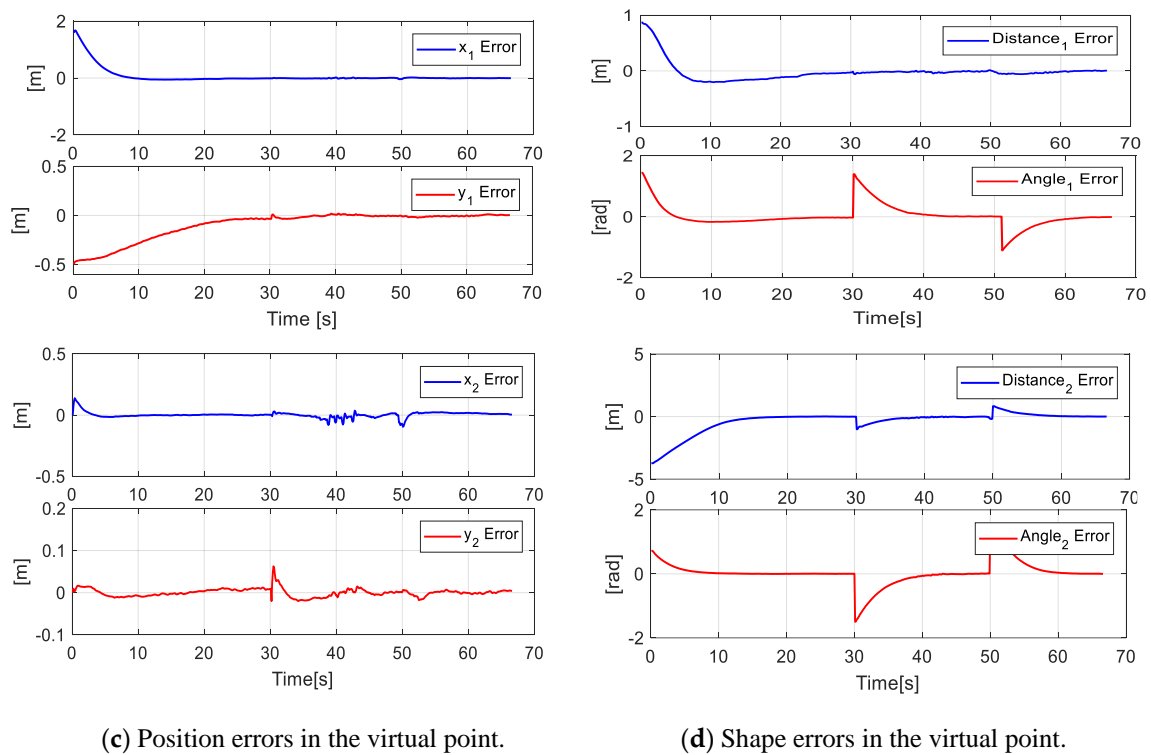 2
0
-2
[m]
x1 Error
0 10 20 30 40 50 60 70
0.5
0
-0.5
[m]
y1 Error
0 10 20 30 40 50 60 70
Time [s]
0.5
0
-0.5
[m]
x2 Error
0 10 20 30 40 50 60 70
0.2
0.1
0
-0.1
[m]
y2 Error
0 10 20 30 40 50 60 70
Time[s]
(c) Position errors in the virtual point.
1
0
-1
[m]
Distance1 Error
0 10 20 30 40 50 60 70
2
0
-2
[rad]
Angle1 Error
0 10 20 30 40 50 60 70
Time[s]
5
0
-5
[m]
Distance2 Error
0 10 20 30 40 50 60 70
2
0
-2
[rad]
Angle2 Error
0 10 20 30 40 50 60 70
Time[s]
(d) Shape errors in the virtual point.